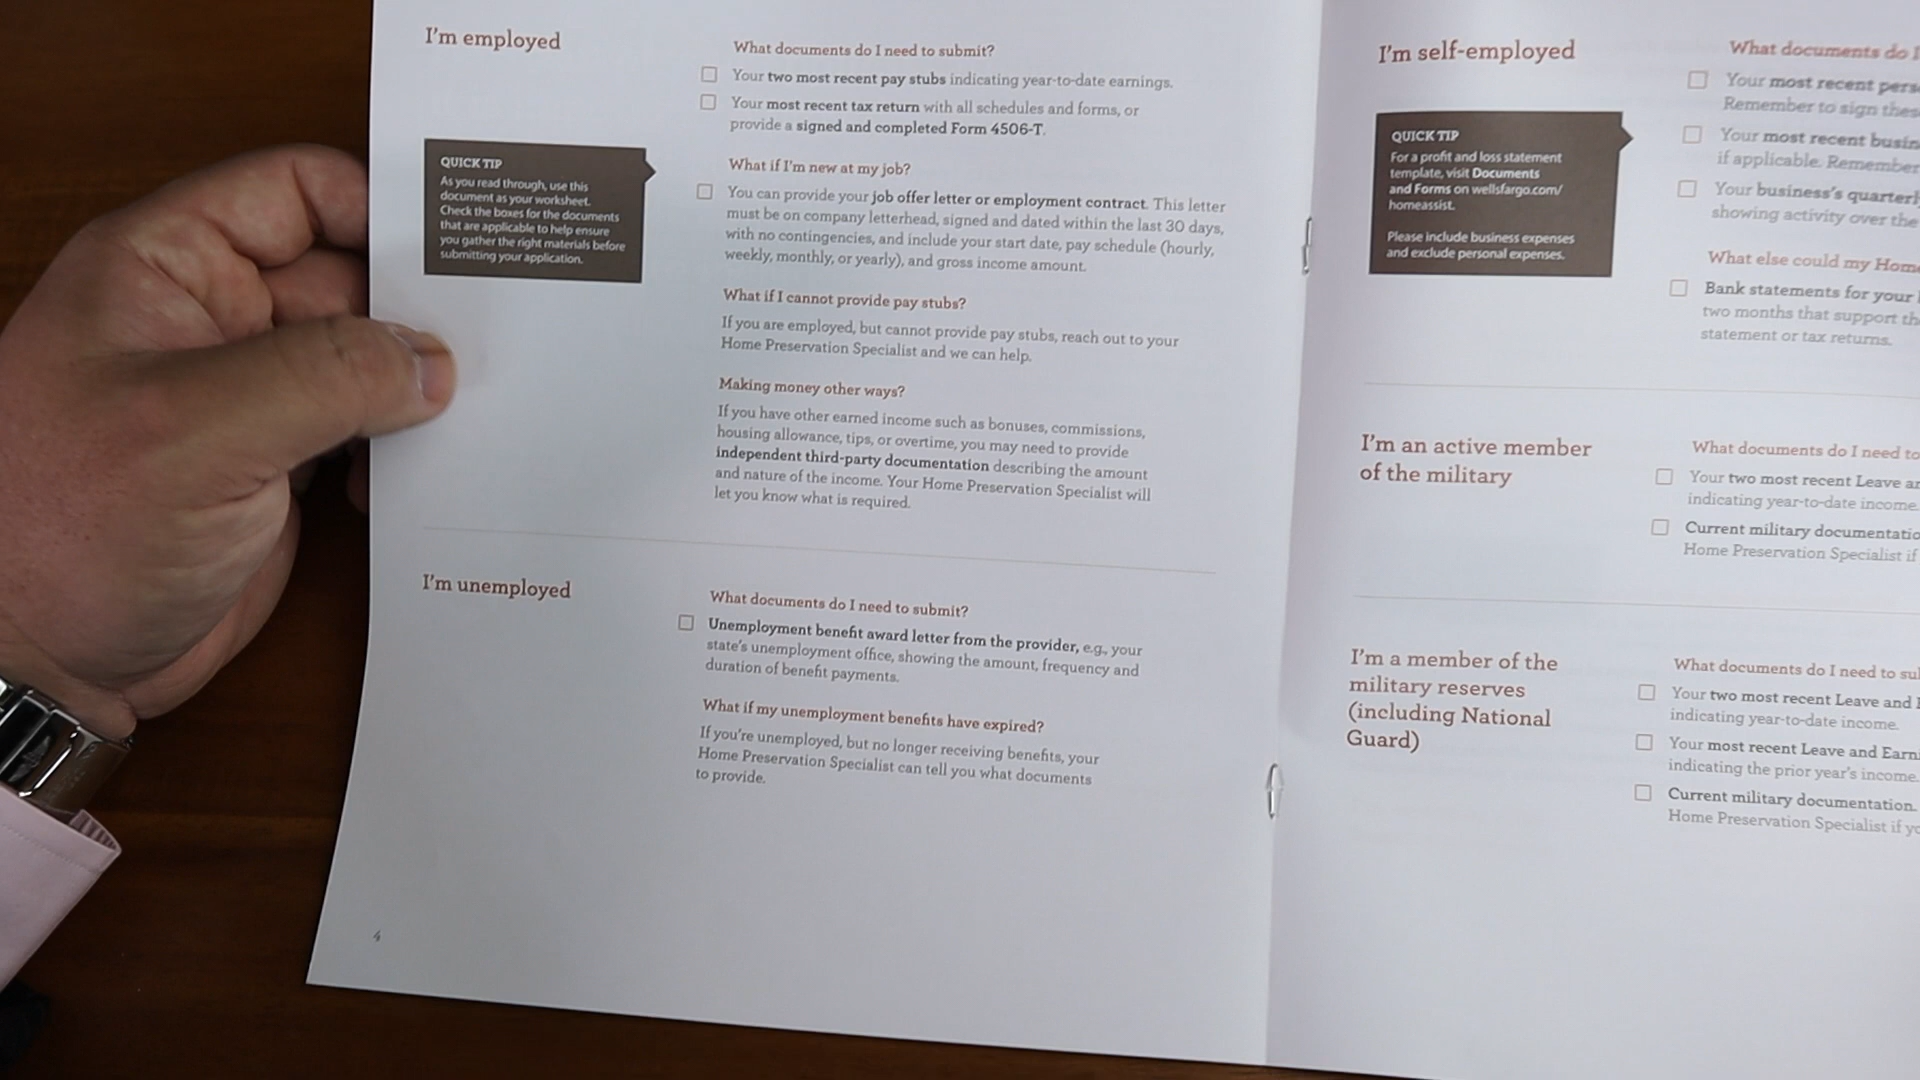 I'm employed
What documents do I need to submit?
Your two most recent pay stubs indicating year-to-date earnings.
Your most recent tax return with all schedules and forms, or
provide a signed and completed Form 4506-T.
QUICK TIP
As you read through, use this
document as your worksheet.
Check the boxes for the documents
that are applicable to help ensure
you gather the right materials before
submitting your application.
What if I'm new at my job?
You can provide your job offer letter or employment contract. This letter
must be on company letterhead, signed and dated within the last 30 days,
with no contingencies, and include your start date, pay schedule (hourly,
weekly, monthly, or yearly), and gross income amount.
What if I cannot provide pay stubs?
If you are employed, but cannot provide pay stubs, reach out to your
Home Preservation Specialist and we can help.
Making money other ways?
If you have other earned income such as bonuses, commissions,
housing allowance, tips, or overtime, you may need to provide
independent third-party documentation describing the amount
and nature of the income. Your Home Preservation Specialist will
let you know what is required.
I'm unemployed
What documents do I need to submit?
Unemployment benefit award letter from the provider, e.g., your
state's unemployment office, showing the amount, frequency and
duration of benefit payments.
What if my unemployment benefits have expired?
If you're unemployed, but no longer receiving benefits, your
Home Preservation Specialist can tell you what documents
to provide.
4
I'm self-employed
What documents do
Your most recent
Remember to sign
Your most recent
if applicable. Remember
Your business's
showing activity over the
QUICK TIP
For a profit and loss statement
template, visit Documents
and Forms on wellsfargo.com/
homeassist.
Please include business expenses
and exclude personal expenses.
What else could my
Bank statements for your
two months that support
statement or tax returns.
I'm an active member
of the military
What documents do I need to
Your two most recent Leave
indicating year-to-date income.
Current military
Home Preservation Specialist if
I'm a member of the
military reserves
(including National
Guard)
What documents do I need to
Your two most recent Leave and
indicating year-to-date income.
Your most recent Leave and
indicating the prior year's income.
Current military documentation.
Home Preservation Specialist if